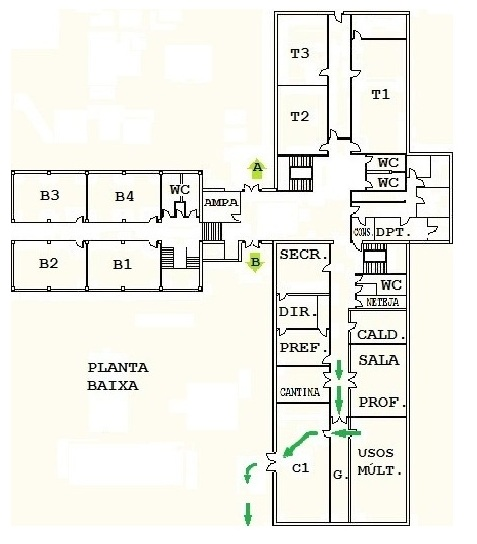 T3
T1
T2
A
WC
WC
B3
B4
WC
AMPA
CONS.
DPT.
B2
B1
B
SECR.
WC
NETEJA
DIR.
CALD.
PREF.
SALA
PROF.
PLANTA
BAIXA
CANTINA
C1
G.
USOS
MÚLT.